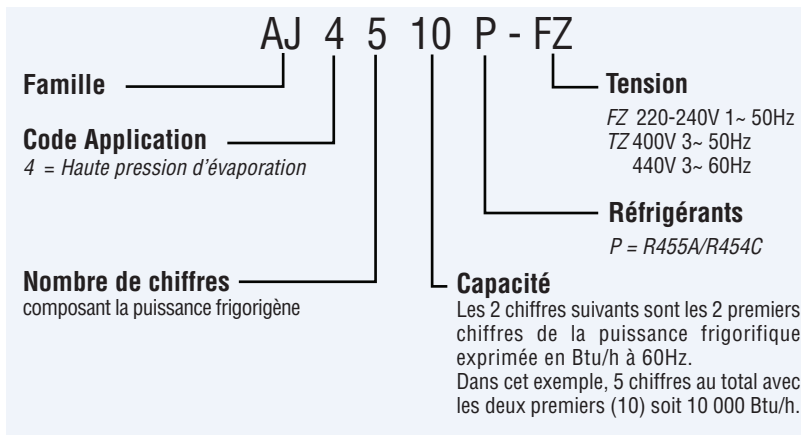 AJ 4 5 10 P - FZ
Famille
Code Application
4 = Haute pression d'évaporation
Nombre de chiffres
composant la puissance frigorigène
Tension
FZ 220-240V 1~ 50Hz
TZ 400V 3~ 50Hz
440V 3~ 60Hz
Réfrigérants
P = R455A/R454C
Capacité
Les 2 chiffres suivants sont les 2 premiers
chiffres de la puissance frigorifique
exprimée en Btu/h à 60Hz.
Dans cet exemple, 5 chiffres au total avec
les deux premiers (10) soit 10 000 Btu/h.